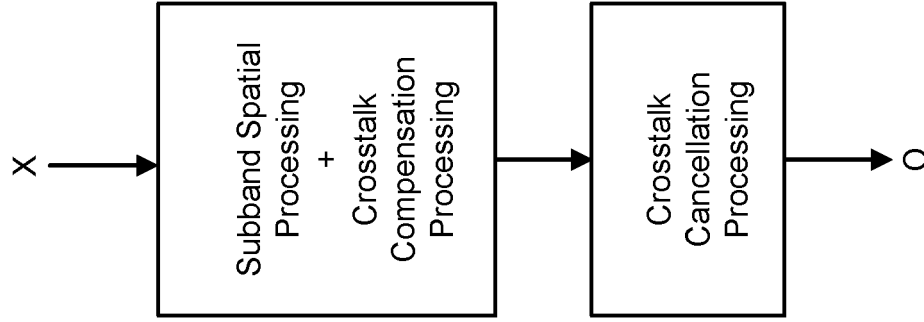 X
Subband Spatial
Processing
+
Crosstalk
Compensation
Processing
Crosstalk
Cancellation
Processing
O